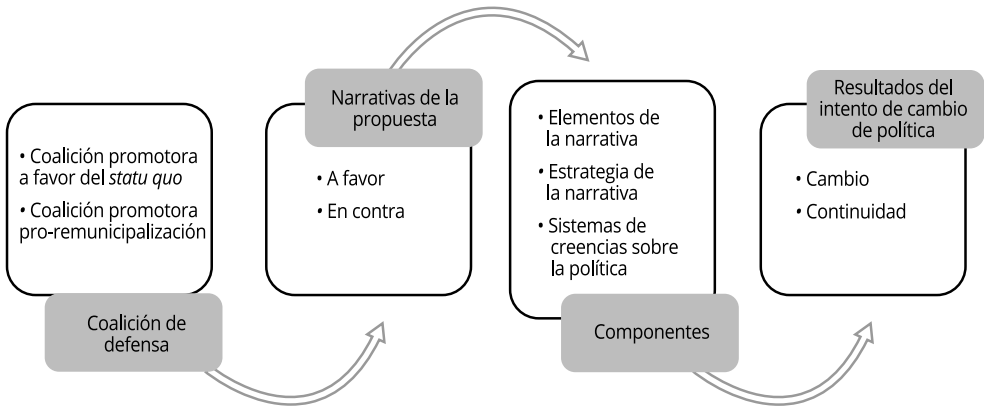 • Coalición promotora
a favor del statu quo
• Coalición promotora
pro-remunicipalización
Coalición de
defensa
Narrativas de la
propuesta
• A favor
• En contra
• Elementos de
la narrativa
• Estrategia de
la narrativa
• Sistemas de
creencias sobre
la política
Componentes
Resultados del
intento de cambio
de política
• Cambio
• Continuidad